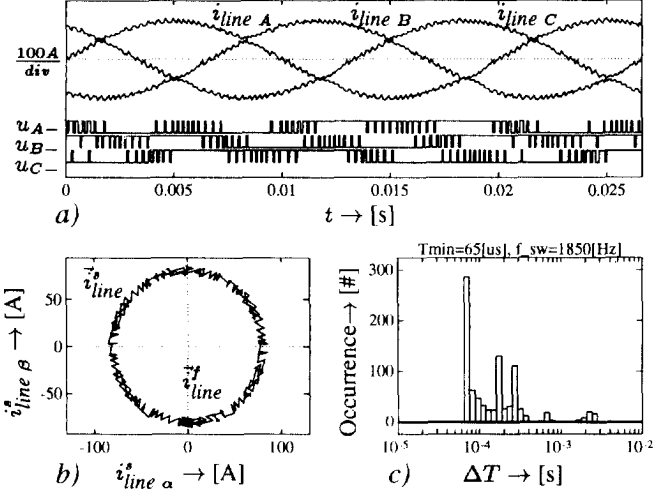 i_line A i_line B i_line C
100A
div
u_A−
u_B−
u_C−
0 0.005 0.01 0.015 0.02 0.025
a) t → [s]
Tmin=65[us], f_sw=1850[Hz]
i^s_line β → [A]
50
0
-50
i^s_line
i^f_line
-100 0 100
b) i^s_line α → [A]
Occurrence → [#]
300
200
100
0
10^-5 10^-4 10^-3 10^-2
c) ΔT → [s]